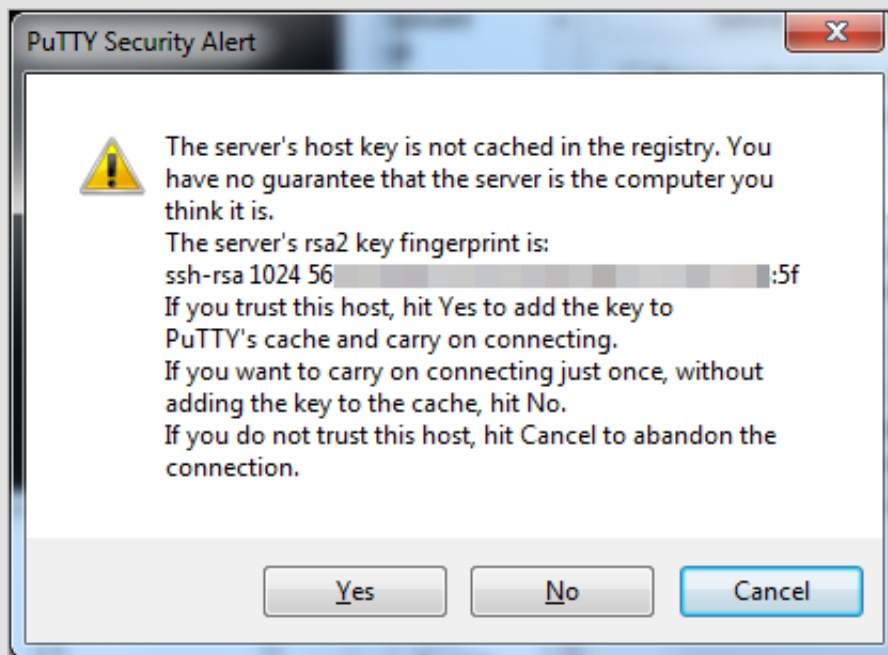 PuTTY Security Alert
The server's host key is not cached in the registry. You
have no guarantee that the server is the computer you
think it is.
The server's rsa2 key fingerprint is:
ssh-rsa 1024 56 :5f
If you trust this host, hit Yes to add the key to
PuTTY's cache and carry on connecting.
If you want to carry on connecting just once, without
adding the key to the cache, hit No.
If you do not trust this host, hit Cancel to abandon the
connection.
Yes No Cancel